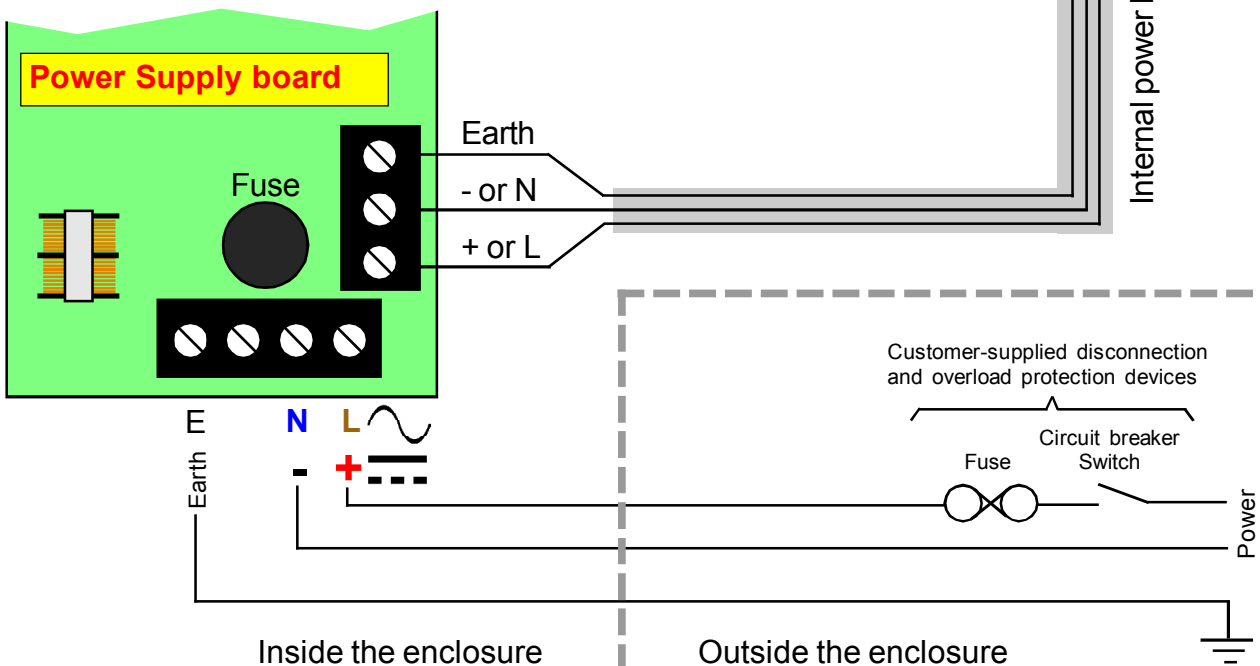 Internal power
Power Supply board
Earth
Fuse
- or N
+ or L
Customer-supplied disconnection
and overload protection devices
Circuit breaker
Fuse
Switch
E
N
L
Earth
-
+
Power
Inside the enclosure
Outside the enclosure